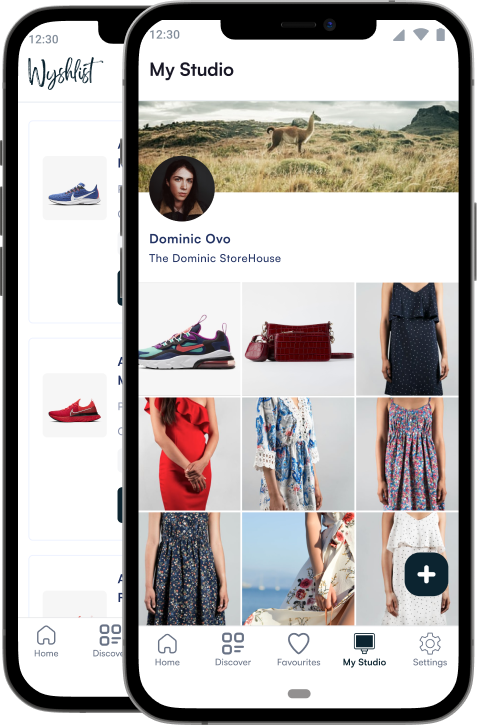 12:30
Wyshlist
Home
Discove
12:30
My Studio
Dominic Ovo
The Dominic StoreHouse
Home
Discover
Favourites
My Studio
Settings